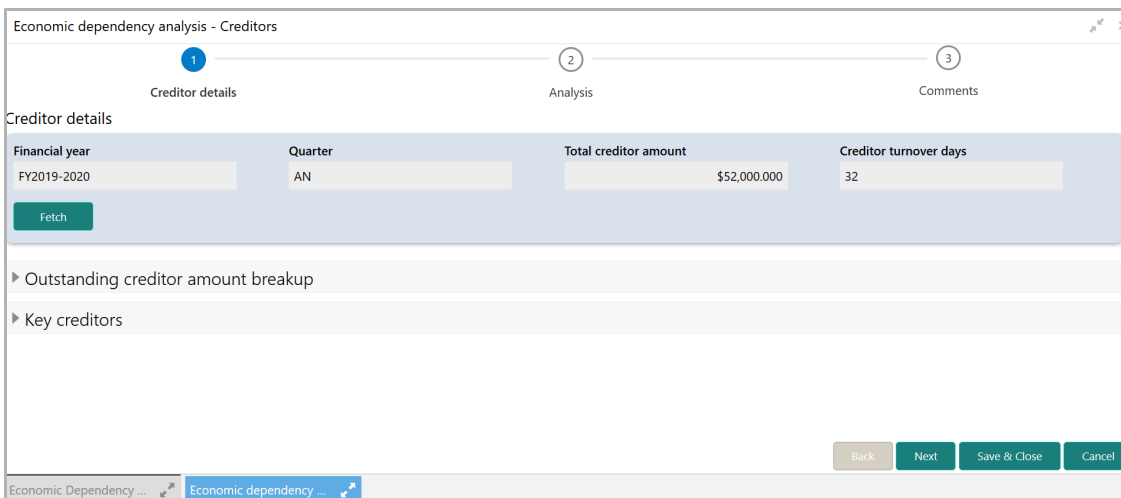 Economic dependency analysis - Creditors
1 2 3
Creditor details Analysis Comments
Creditor details
Financial year Quarter Total creditor amount Creditor turnover days
FY2019-2020 AN $52,000.000 32
Fetch
Outstanding creditor amount breakup
Key creditors
Back Next Save & Close Cancel
Economic Dependency ... Economic dependency ...